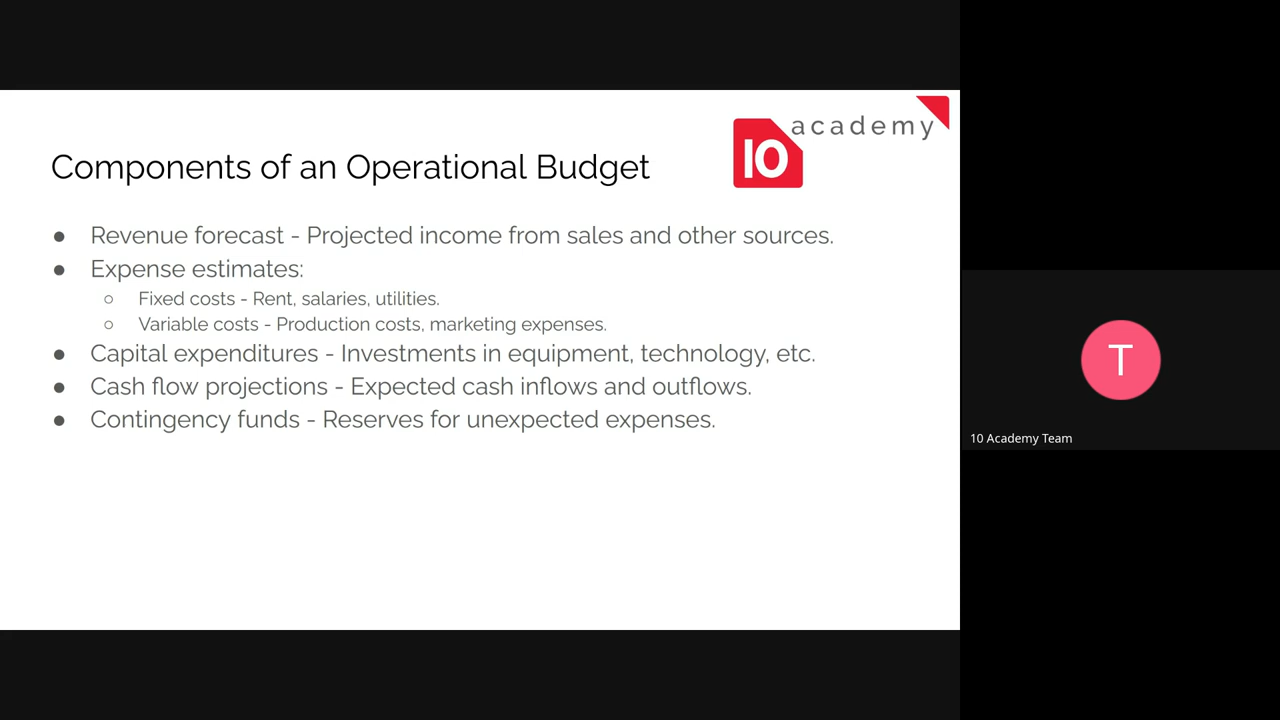 academy
10
Components of an Operational Budget
● Revenue forecast - Projected income from sales and other sources.
● Expense estimates:
○ Fixed costs - Rent, salaries, utilities.
○ Variable costs - Production costs, marketing expenses.
● Capital expenditures - Investments in equipment, technology, etc.
● Cash flow projections - Expected cash inflows and outflows.
● Contingency funds - Reserves for unexpected expenses.
T
10 Academy Team